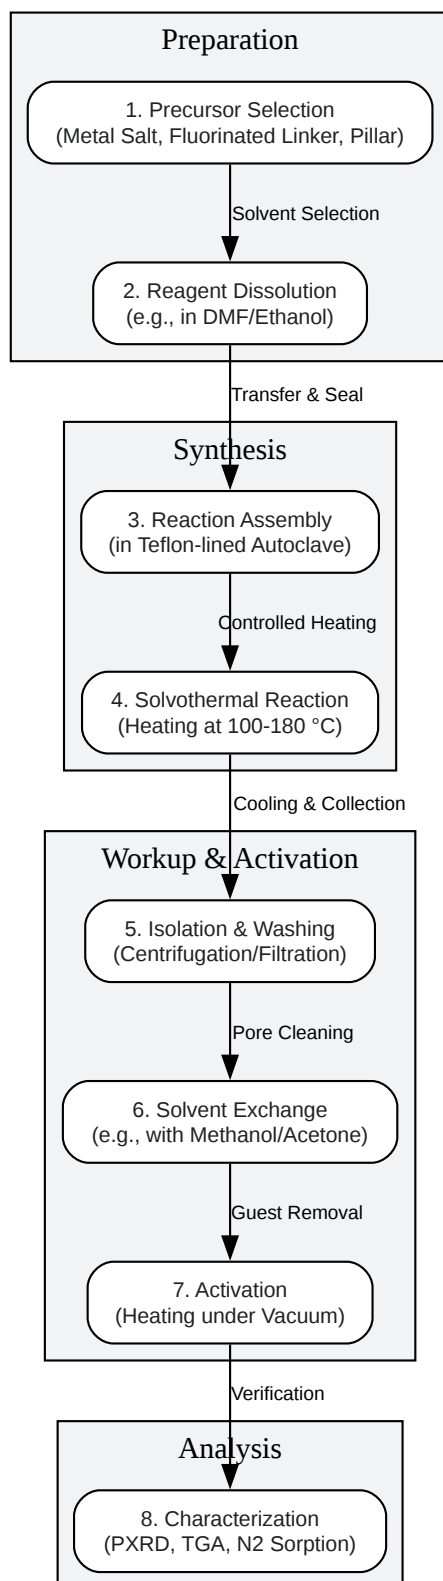 Preparation
1. Precursor Selection
(Metal Salt, Fluorinated Linker, Pillar)
Solvent Selection
2. Reagent Dissolution
(e.g., in DMF/Ethanol)
Transfer & Seal
Synthesis
3. Reaction Assembly
(in Teflon-lined Autoclave)
Controlled Heating
4. Solvothermal Reaction
(Heating at 100-180 °C)
Cooling & Collection
Workup & Activation
5. Isolation & Washing
(Centrifugation/Filtration)
Pore Cleaning
6. Solvent Exchange
(e.g., with Methanol/Acetone)
Guest Removal
7. Activation
(Heating under Vacuum)
Verification
Analysis
8. Characterization
(PXRD, TGA, N2 Sorption)